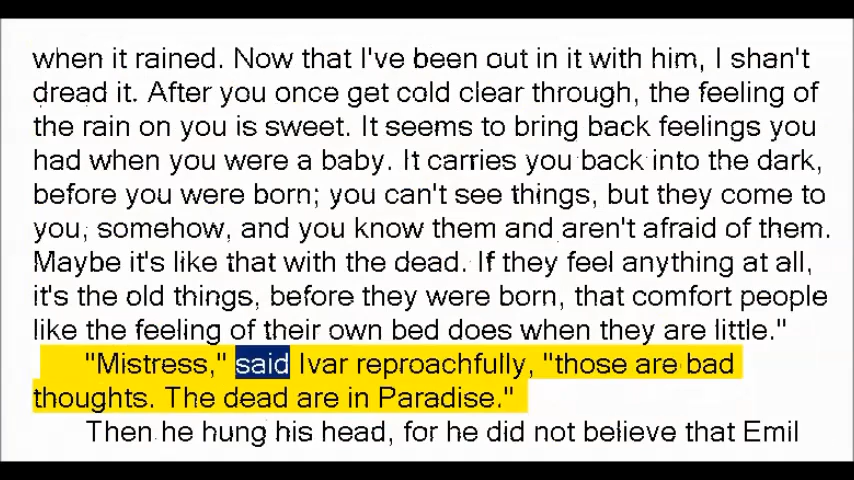 when it rained. Now that I've been out in it with him, I shan't
dread it. After you once get cold clear through, the feeling of
the rain on you is sweet. It seems to bring back feelings you
had when you were a baby. It carries you back into the dark,
before you were born; you can't see things, but they come to
you, somehow, and you know them and aren't afraid of them.
Maybe it's like that with the dead. If they feel anything at all,
it's the old things, before they were born, that comfort people
like the feeling of their own bed does when they are little."
"Mistress," said Ivar reproachfully, "those are bad
thoughts. The dead are in Paradise."
Then he hung his head, for he did not believe that Emil